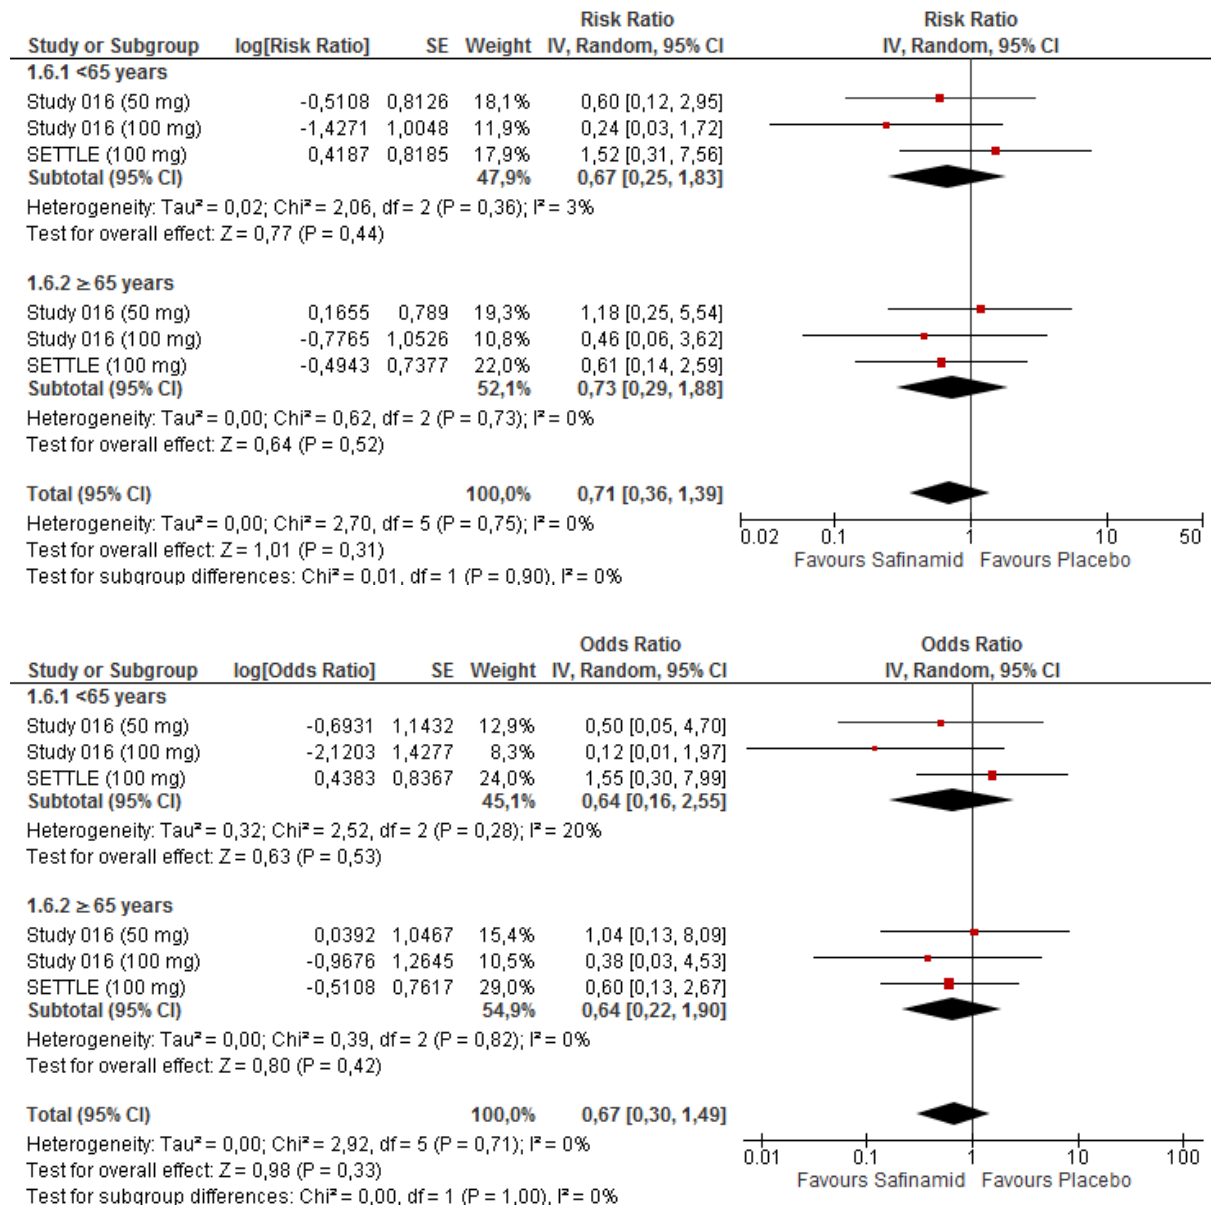 Risk Ratio Risk Ratio
Study or Subgroup log[Risk Ratio] SE Weight IV, Random, 95% CI IV, Random, 95% CI
1.6.1 <65 years
Study 016 (50 mg) -0,5108 0,8126 18,1% 0,60 [0,12, 2,95]
Study 016 (100 mg) -1,4271 1,0048 11,9% 0,24 [0,03, 1,72]
SETTLE (100 mg) 0,4187 0,8185 17,9% 1,52 [0,31, 7,56]
Subtotal (95% CI) 47,9% 0,67 [0,25, 1,83]
Heterogeneity: Tau² = 0,02; Chi² = 2,06, df = 2 (P = 0,36); I² = 3%
Test for overall effect: Z = 0,77 (P = 0,44)
1.6.2 ≥ 65 years
Study 016 (50 mg) 0,1655 0,789 19,3% 1,18 [0,25, 5,54]
Study 016 (100 mg) -0,7765 1,0526 10,8% 0,46 [0,06, 3,62]
SETTLE (100 mg) -0,4943 0,7377 22,0% 0,61 [0,14, 2,59]
Subtotal (95% CI) 52,1% 0,73 [0,29, 1,88]
Heterogeneity: Tau² = 0,00; Chi² = 0,62, df = 2 (P = 0,73); I² = 0%
Test for overall effect: Z = 0,64 (P = 0,52)
Total (95% CI) 100,0% 0,71 [0,36, 1,39]
Heterogeneity: Tau² = 0,00; Chi² = 2,70, df = 5 (P = 0,75); I² = 0%
Test for overall effect: Z = 1,01 (P = 0,31)
Test for subgroup differences: Chi² = 0,01, df = 1 (P = 0,90), I² = 0%
0.02 0.1 1 10 50
Favours Safinamid Favours Placebo
Odds Ratio Odds Ratio
Study or Subgroup log[Odds Ratio] SE Weight IV, Random, 95% CI IV, Random, 95% CI
1.6.1 <65 years
Study 016 (50 mg) -0,6931 1,1432 12,9% 0,50 [0,05, 4,70]
Study 016 (100 mg) -2,1203 1,4277 8,3% 0,12 [0,01, 1,97]
SETTLE (100 mg) 0,4383 0,8367 24,0% 1,55 [0,30, 7,99]
Subtotal (95% CI) 45,1% 0,64 [0,16, 2,55]
Heterogeneity: Tau² = 0,32; Chi² = 2,52, df = 2 (P = 0,28); I² = 20%
Test for overall effect: Z = 0,63 (P = 0,53)
1.6.2 ≥ 65 years
Study 016 (50 mg) 0,0392 1,0467 15,4% 1,04 [0,13, 8,09]
Study 016 (100 mg) -0,9676 1,2645 10,5% 0,38 [0,03, 4,53]
SETTLE (100 mg) -0,5108 0,7617 29,0% 0,60 [0,13, 2,67]
Subtotal (95% CI) 54,9% 0,64 [0,22, 1,90]
Heterogeneity: Tau² = 0,00; Chi² = 0,39, df = 2 (P = 0,82); I² = 0%
Test for overall effect: Z = 0,80 (P = 0,42)
Total (95% CI) 100,0% 0,67 [0,30, 1,49]
Heterogeneity: Tau² = 0,00; Chi² = 2,92, df = 5 (P = 0,71); I² = 0%
Test for overall effect: Z = 0,98 (P = 0,33)
Test for subgroup differences: Chi² = 0,00, df = 1 (P = 1,00), I² = 0%
0.01 0.1 1 10 100
Favours Safinamid Favours Placebo